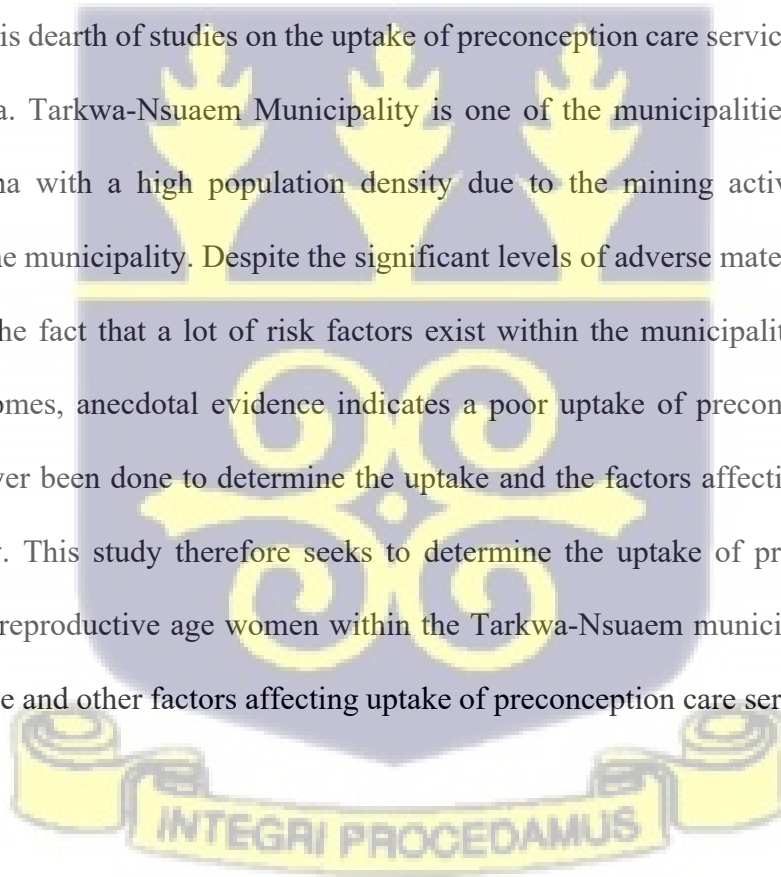 is dearth of studies on the uptake of preconception care servic
a. Tarkwa-Nsuaem Municipality is one of the municipalitie
na with a high population density due to the mining activ
ne municipality. Despite the significant levels of adverse mate
he fact that a lot of risk factors exist within the municipalit
omes, anecdotal evidence indicates a poor uptake of precon
ver been done to determine the uptake and the factors affecti
y. This study therefore seeks to determine the uptake of pr
reproductive age women within the Tarkwa-Nsuaem munici
e and other factors affecting uptake of preconception care ser
INTEGRI PROCEDAMUS